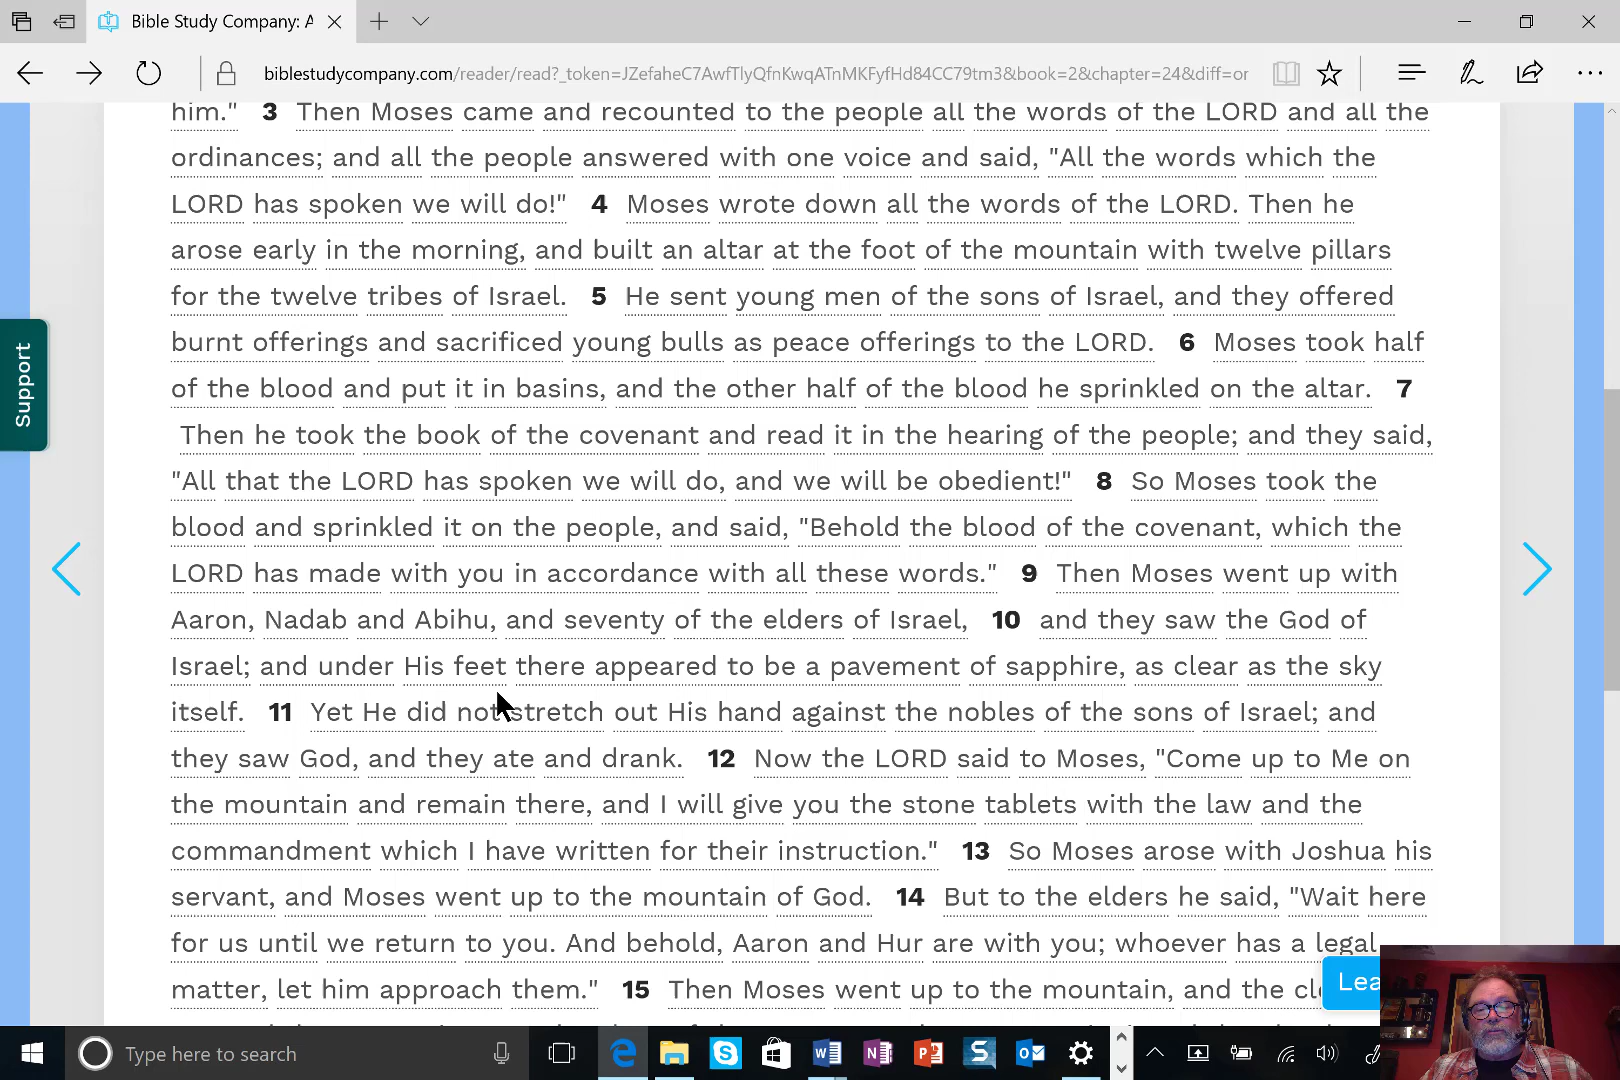 Bible Study Company: A
biblestudycompany.com/reader/read?_token=JZefaheC7AwfTlyQfnKwqATnMKFyfHd84CC79tm3&book=2&chapter=24&diff=or
him." 3 Then Moses came and recounted to the people all the words of the LORD and all the
ordinances; and all the people answered with one voice and said, "All the words which the
LORD has spoken we will do!" 4 Moses wrote down all the words of the LORD. Then he
arose early in the morning, and built an altar at the foot of the mountain with twelve pillars
for the twelve tribes of Israel. 5 He sent young men of the sons of Israel, and they offered
burnt offerings and sacrificed young bulls as peace offerings to the LORD. 6 Moses took half
of the blood and put it in basins, and the other half of the blood he sprinkled on the altar. 7
Then he took the book of the covenant and read it in the hearing of the people; and they said,
"All that the LORD has spoken we will do, and we will be obedient!" 8 So Moses took the
blood and sprinkled it on the people, and said, "Behold the blood of the covenant, which the
LORD has made with you in accordance with all these words." 9 Then Moses went up with
Aaron, Nadab and Abihu, and seventy of the elders of Israel, 10 and they saw the God of
Israel; and under His feet there appeared to be a pavement of sapphire, as clear as the sky
itself. 11 Yet He did not stretch out His hand against the nobles of the sons of Israel; and
they saw God, and they ate and drank. 12 Now the LORD said to Moses, "Come up to Me on
the mountain and remain there, and I will give you the stone tablets with the law and the
commandment which I have written for their instruction." 13 So Moses arose with Joshua his
servant, and Moses went up to the mountain of God. 14 But to the elders he said, "Wait here
for us until we return to you. And behold, Aaron and Hur are with you; whoever has a legal
matter, let him approach them." 15 Then Moses went up to the mountain, and the cl
Support
Lea
Type here to search